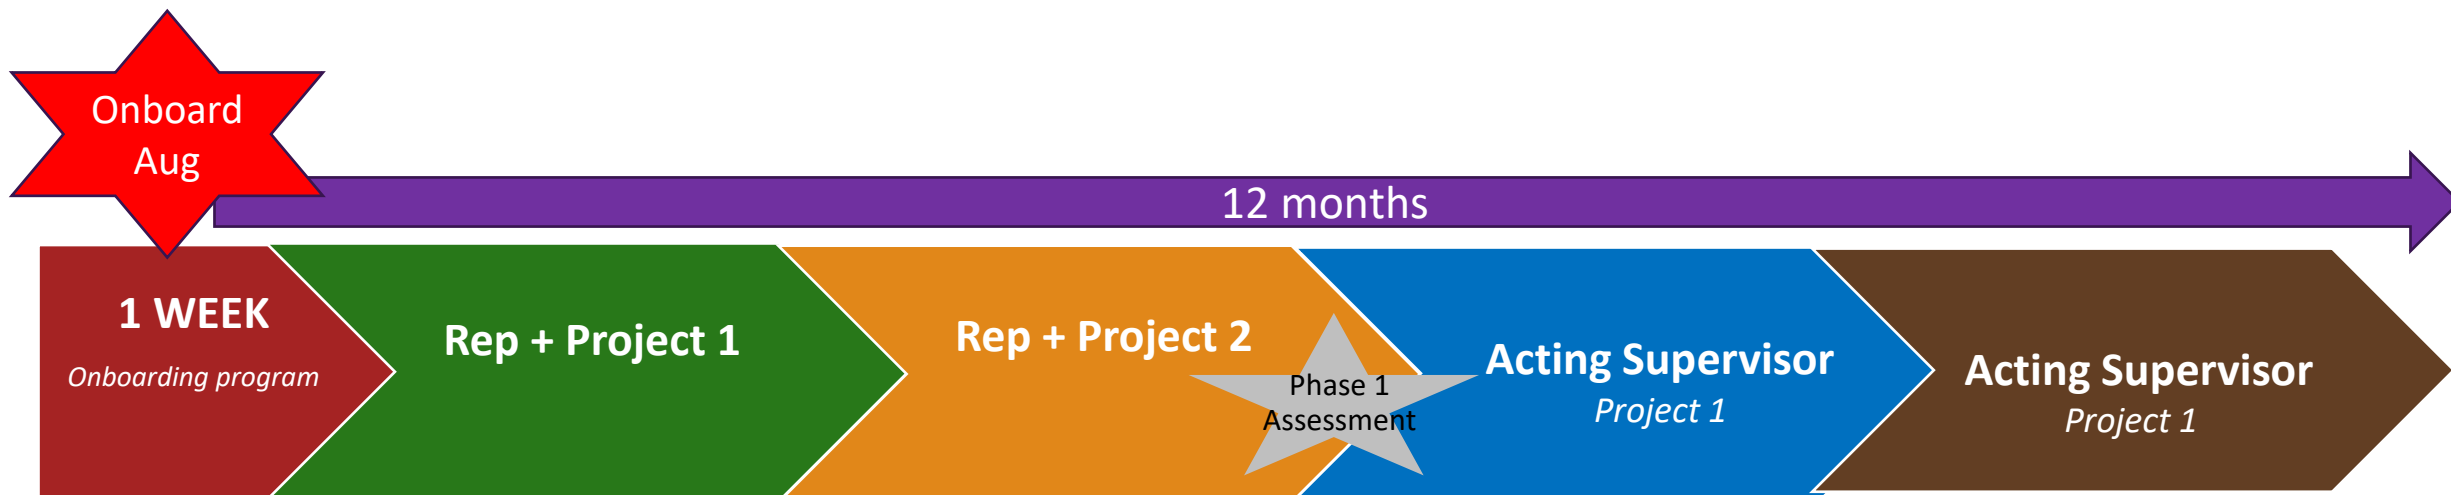 Onboard
Aug
12 months
1 WEEK
Onboarding program
Rep + Project 1
Rep + Project 2
Phase 1
Assessment
Acting Supervisor
Project 1
Acting Supervisor
Project 1